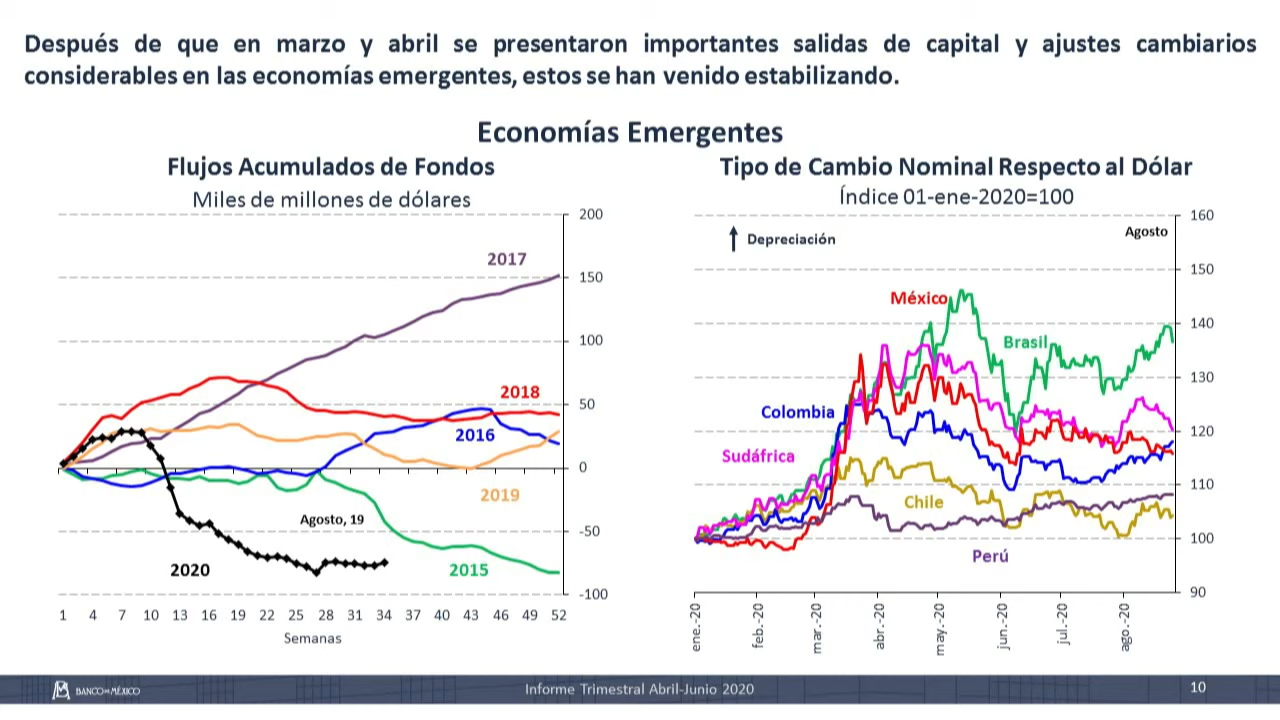 Después de que en marzo y abril se presentaron importantes salidas de capital y ajustes cambiarios
considerables en las economías emergentes, estos se han venido estabilizando.
Economías Emergentes
Flujos Acumulados de Fondos
Miles de millones de dólares
200
150
100
50
0
-50
-100
2017
2018
2016
2019
Agosto, 19
2020
2015
1 4 7 10 13 16 19 22 25 28 31 34 37 40 43 46 49 52
Semanas
Tipo de Cambio Nominal Respecto al Dólar
Índice 01-ene-2020=100
160
150
140
130
120
110
100
90
Depreciación
Agosto
México
Brasil
Colombia
Sudáfrica
Chile
Perú
ene.-20
feb.-20
mar.-20
abr.-20
may.-20
jun.-20
jul.-20
ago.-20
BANCO DE MÉXICO
Informe Trimestral Abril-Junio 2020
10